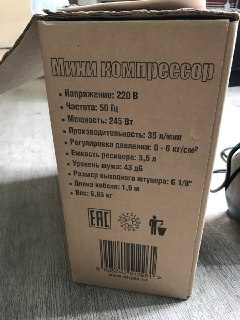 Мини компрессор
• Напряжение: 220 В
• Частота: 50 Гц
• Мощность: 245 Вт
• Производительность: 35 л/мин
• Регулировка давления: 0 - 6 кг/см²
• Емкость ресивера: 3,5 л
• Уровень шума: 43 дБ
• Размер выходного штуцера: G 1/8"
• Длина кабеля: 1,9 м
• Вес: 5,65 кг
EAC